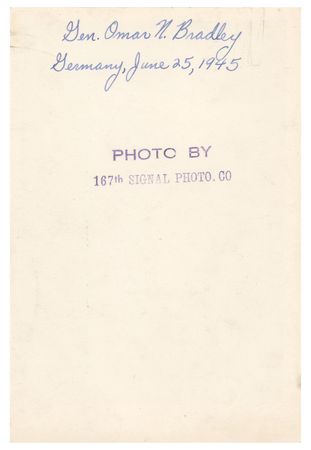 Gen. Omar N. Bradley
Germany, June 25, 1945
PHOTO BY
167th SIGNAL PHOTO. CO